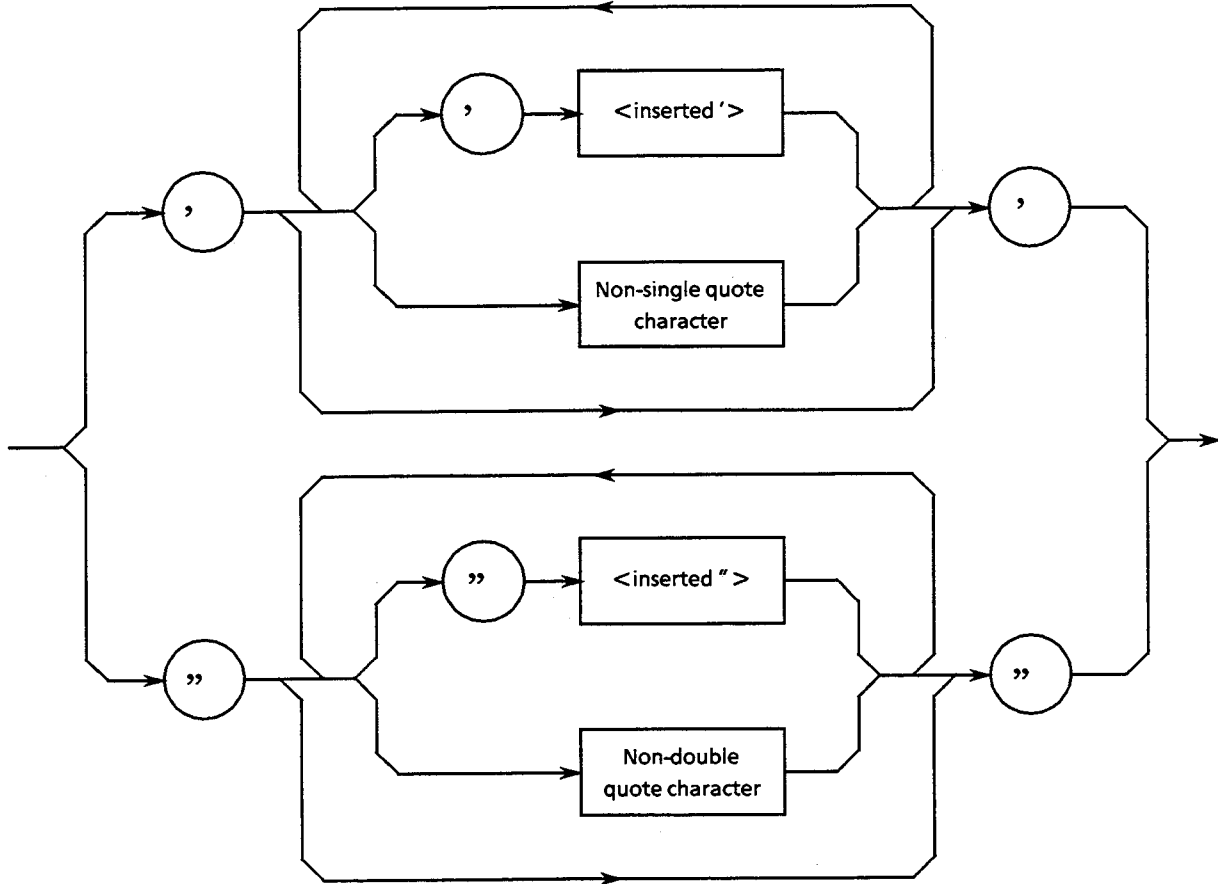 ’
<inserted ′>
’
’
Non-single quote
character
”
<inserted ″>
”
”
Non-double
quote character